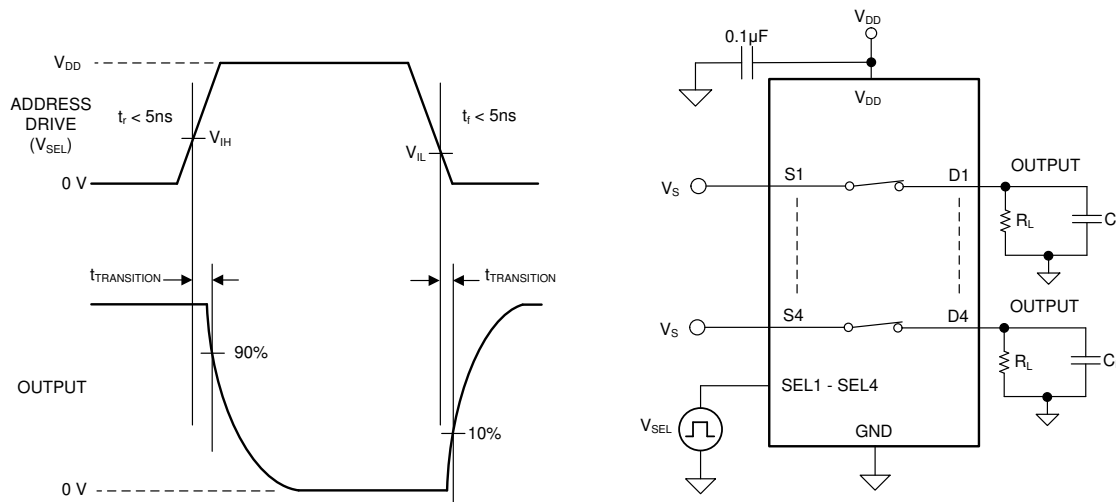 V_DD
ADDRESS
DRIVE
(V_SEL)
t_r < 5ns
t_f < 5ns
V_IH
V_IL
0 V
t_TRANSITION
t_TRANSITION
90%
OUTPUT
10%
0 V
V_DD
0.1µF
V_DD
OUTPUT
V_S
S1
D1
R_L
C
OUTPUT
V_S
S4
D4
R_L
C
SEL1 - SEL4
V_SEL
GND